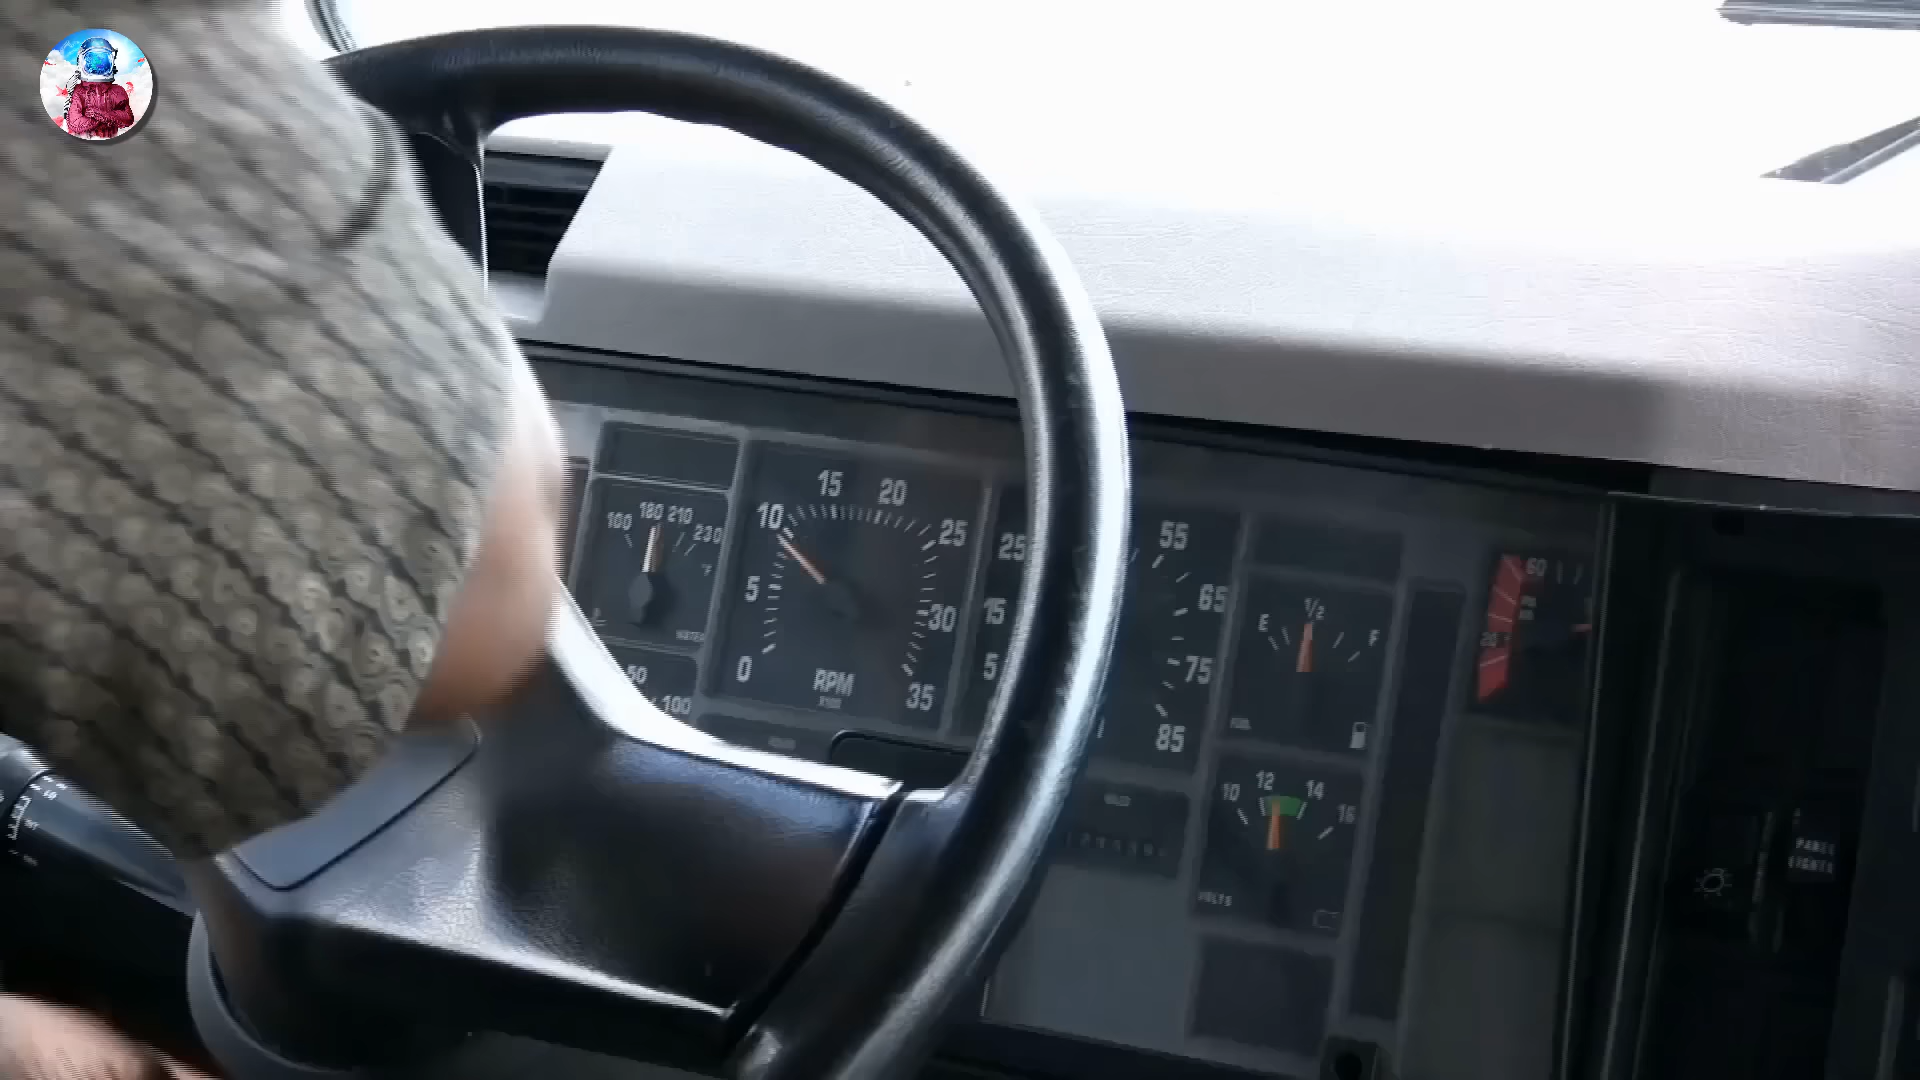 100 180 210 230
°F
WATER
50
100
0 5 10 15 20 25 30 35
RPM
X100
25
15
5
55
65
75
85
E 1/2 F
FUEL
10 12 14 16
VOLTS
60
20
PANEL
LIGHTS